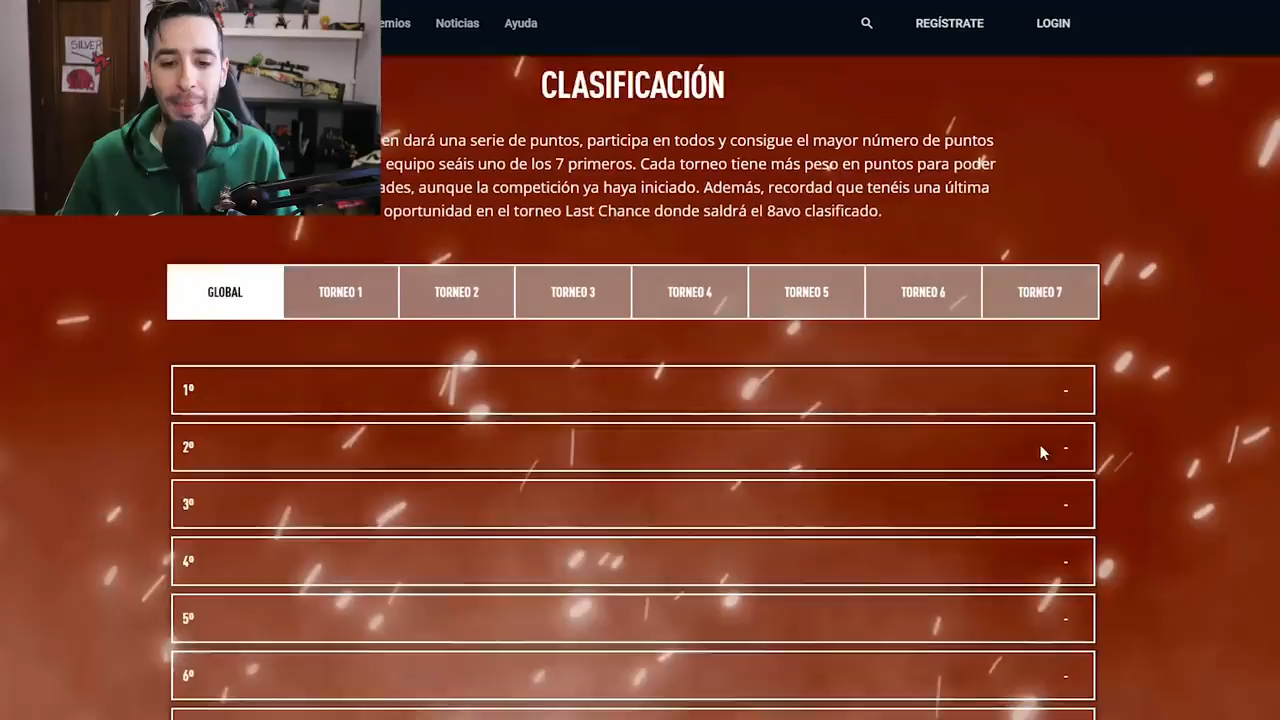 SILVER
emios Noticias Ayuda REGÍSTRATE LOGIN
CLASIFICACIÓN
en dará una serie de puntos, participa en todos y consigue el mayor número de puntos
equipo seáis uno de los 7 primeros. Cada torneo tiene más peso en puntos para poder
ades, aunque la competición ya haya iniciado. Además, recordad que tenéis una última
oportunidad en el torneo Last Chance donde saldrá el 8avo clasificado.
GLOBAL TORNEO 1 TORNEO 2 TORNEO 3 TORNEO 4 TORNEO 5 TORNEO 6 TORNEO 7
1º -
2º -
3º -
4º -
5º -
6º -